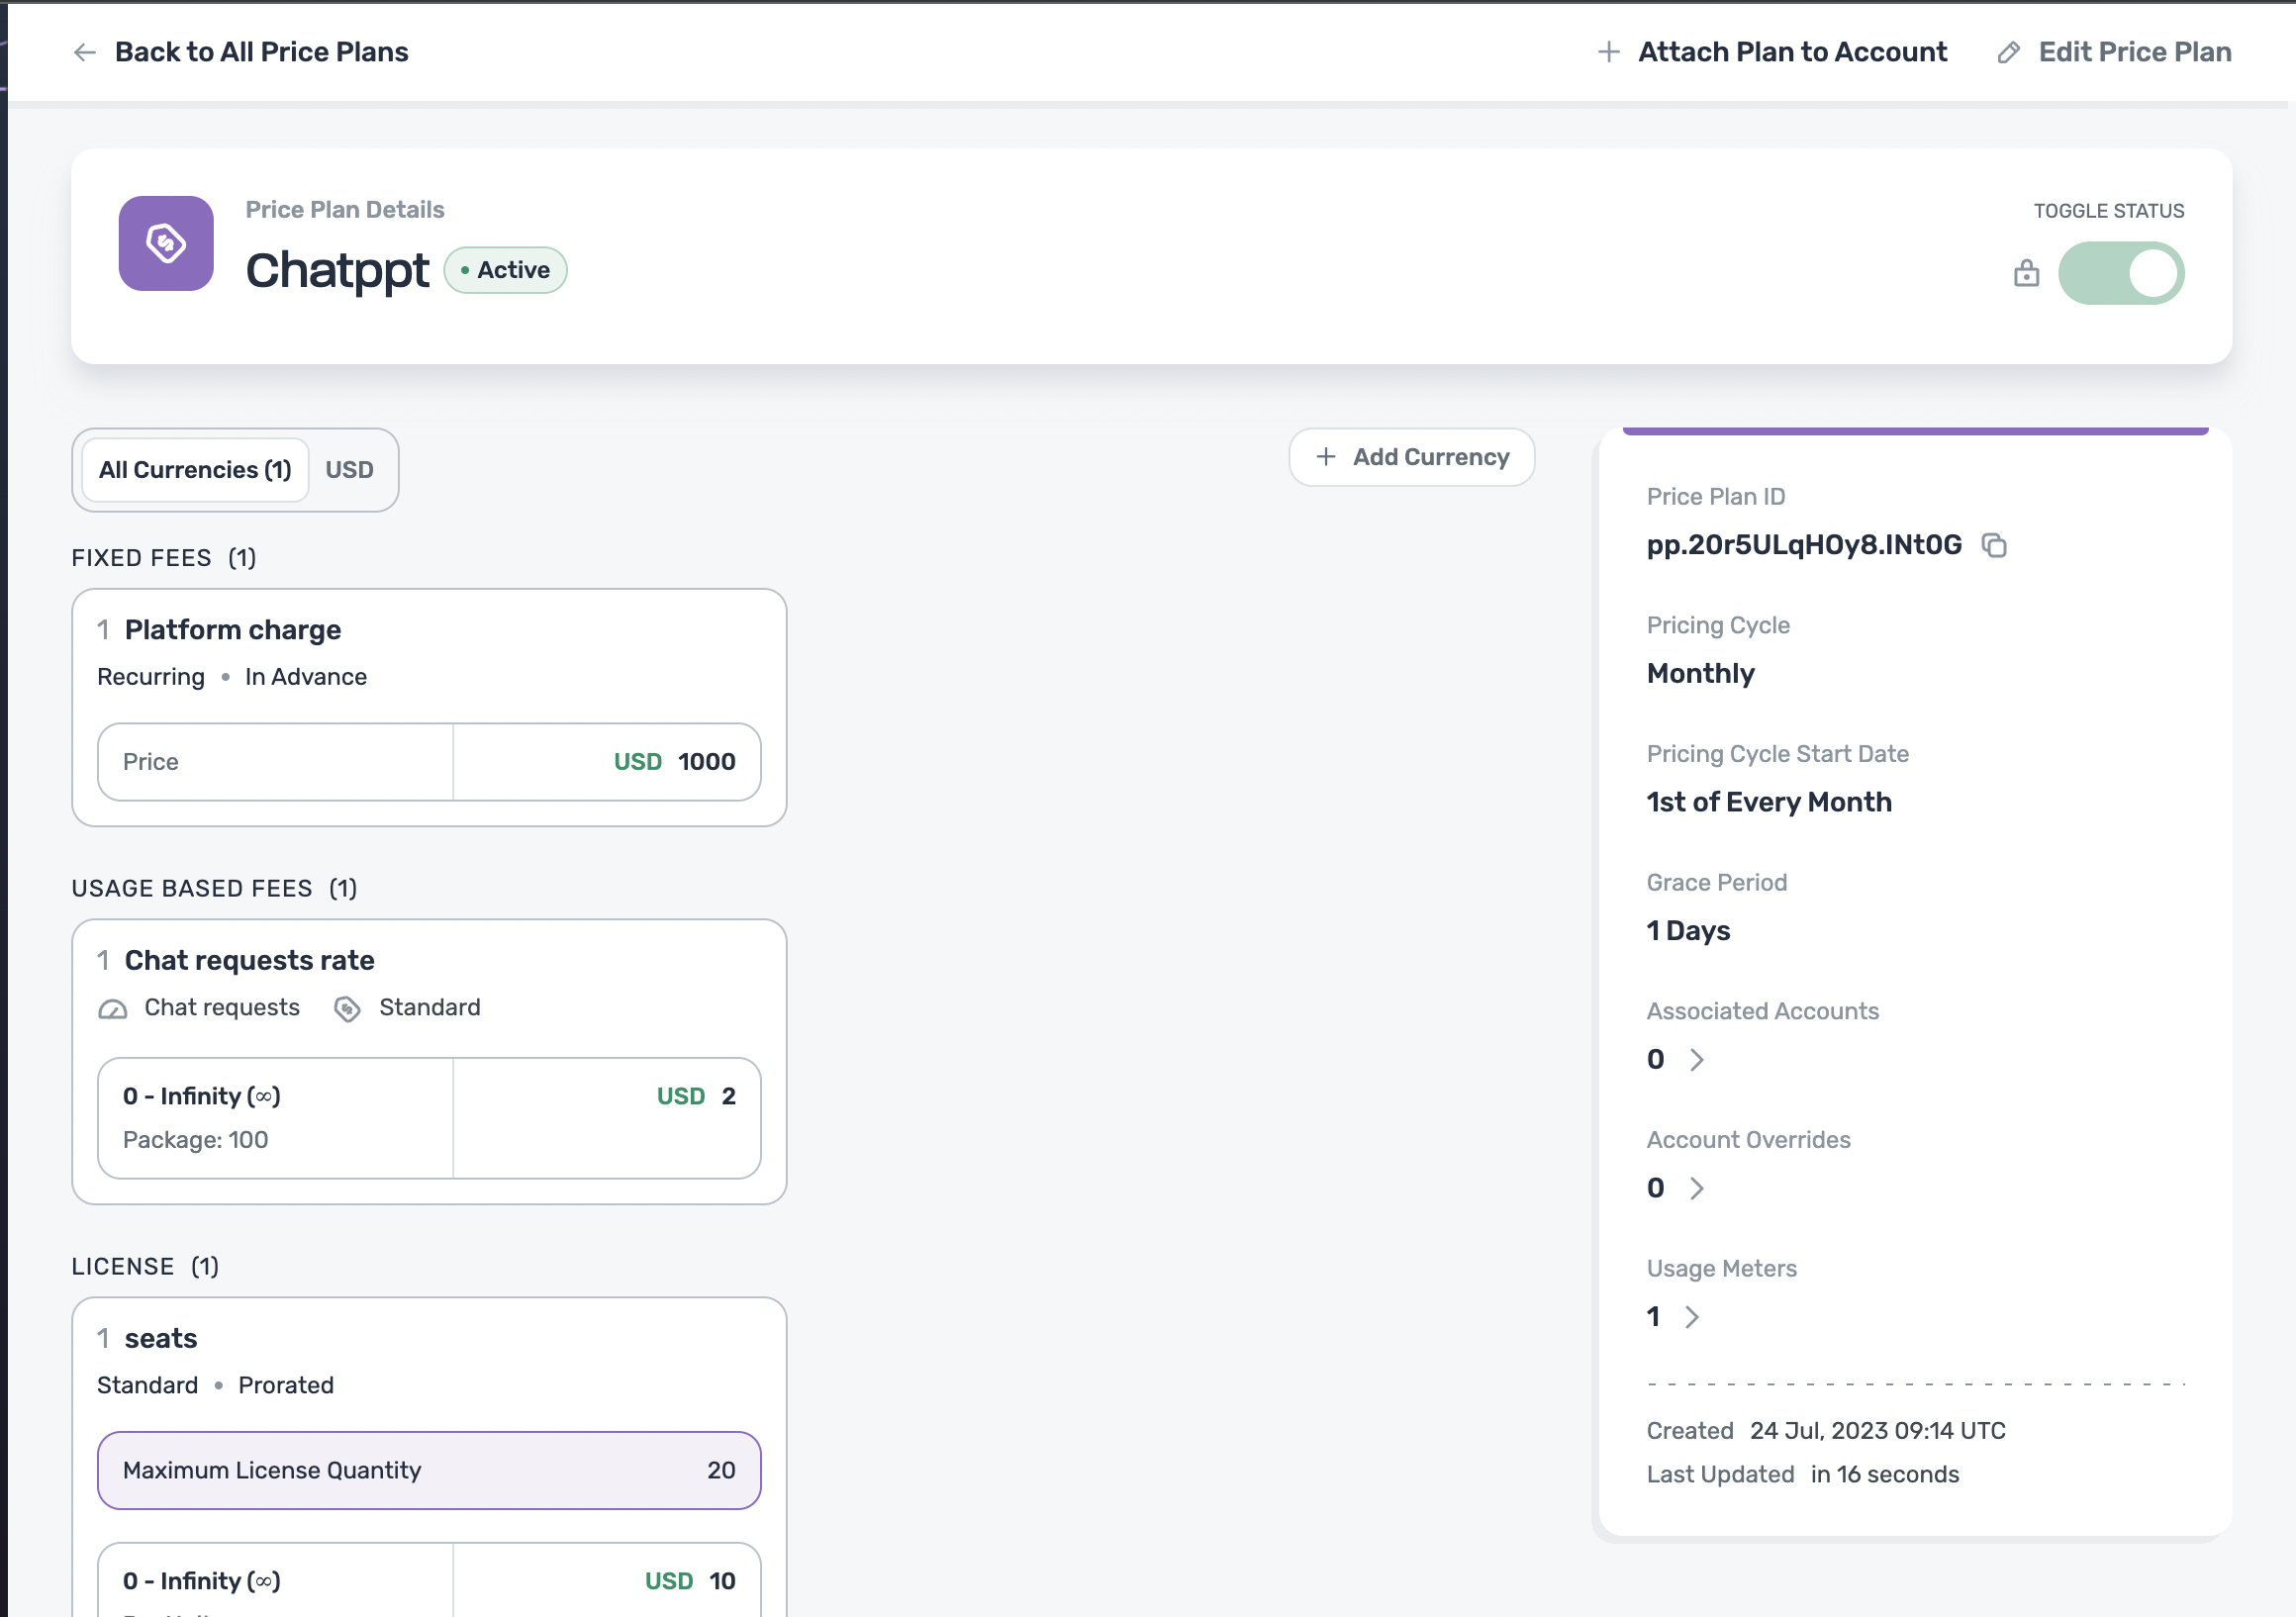 Back to All Price Plans
Attach Plan to Account
Edit Price Plan
Price Plan Details
Chatppt
Active
TOGGLE STATUS
All Currencies (1)
USD
Add Currency
FIXED FEES (1)
1 Platform charge
Recurring • In Advance
Price
USD 1000
USAGE BASED FEES (1)
1 Chat requests rate
Chat requests
Standard
0 - Infinity (∞)
USD 2
Package: 100
LICENSE (1)
1 seats
Standard • Prorated
Maximum License Quantity
20
0 - Infinity (∞)
USD 10
Price Plan ID
pp.20r5ULqHOy8.INt0G
Pricing Cycle
Monthly
Pricing Cycle Start Date
1st of Every Month
Grace Period
1 Days
Associated Accounts
0
Account Overrides
0
Usage Meters
1
Created 24 Jul, 2023 09:14 UTC
Last Updated in 16 seconds